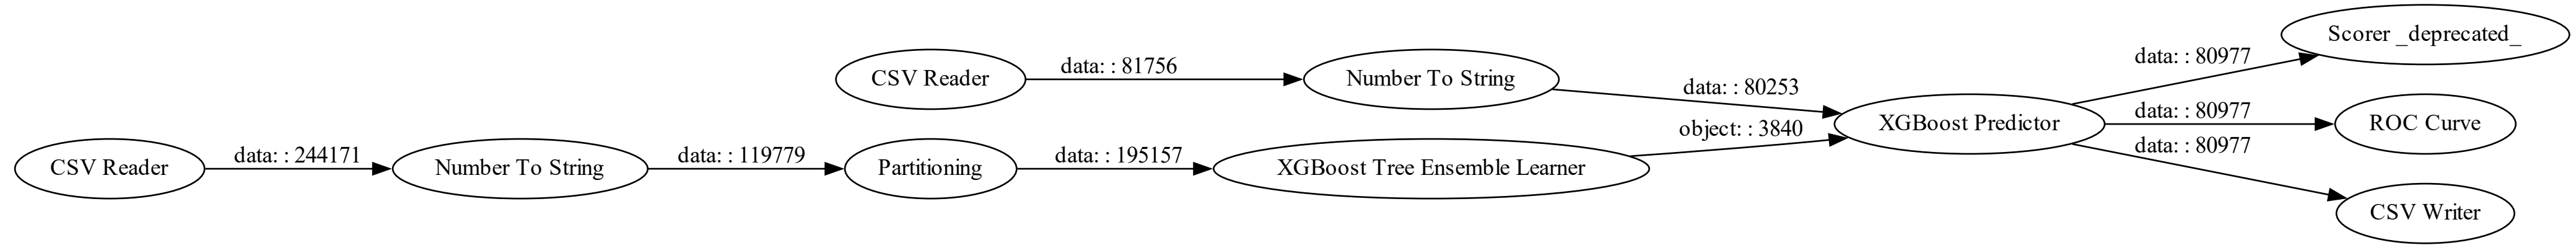 CSV Reader
data: : 81756
Number To String
data: : 80253
CSV Reader
data: : 244171
Number To String
data: : 119779
Partitioning
data: : 195157
XGBoost Tree Ensemble Learner
object: : 3840
XGBoost Predictor
data: : 80977
Scorer _deprecated_
data: : 80977
ROC Curve
data: : 80977
CSV Writer